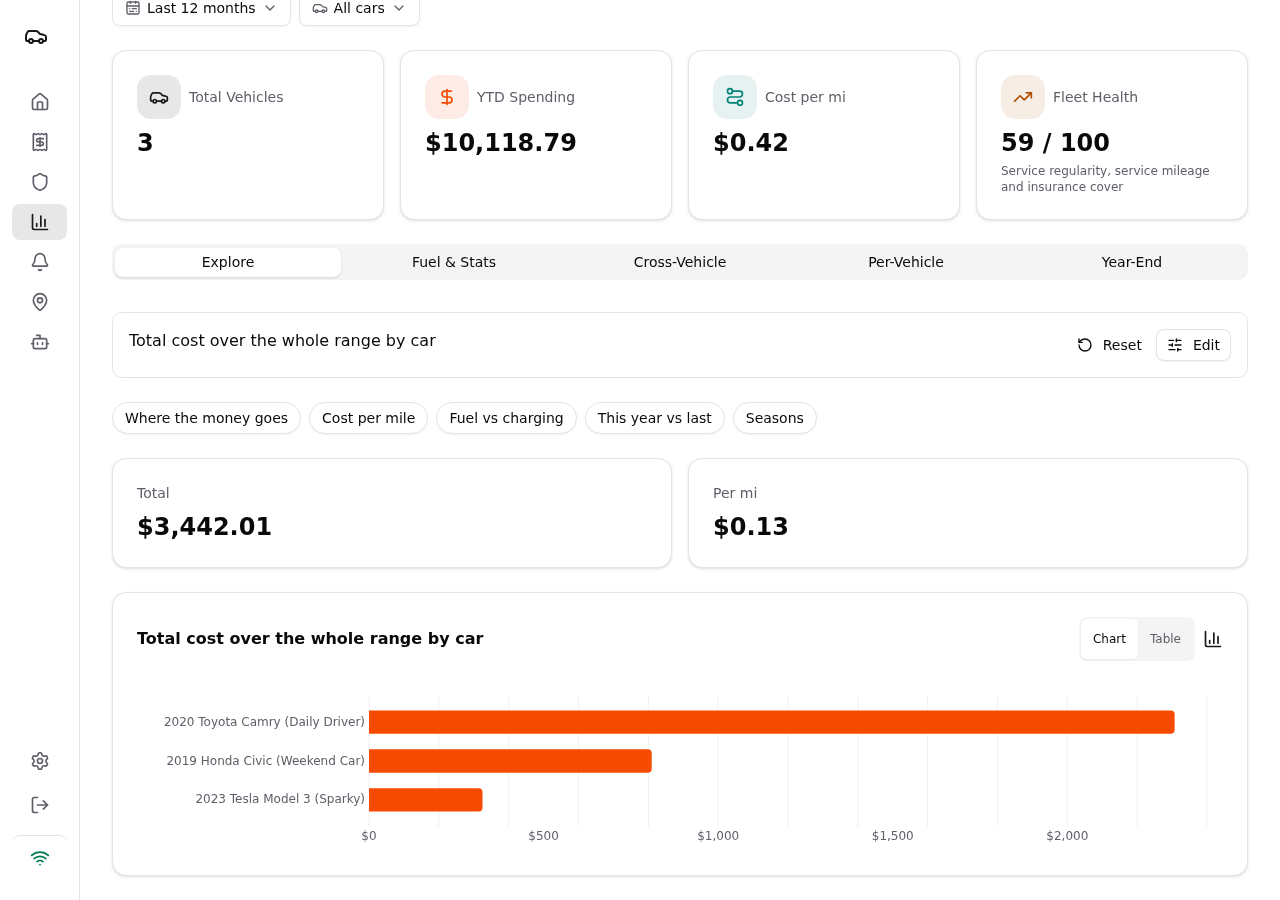 Last 12 months
All cars
Total Vehicles
3
YTD Spending
$10,118.79
Cost per mi
$0.42
Fleet Health
59 / 100
Service regularity, service mileage
and insurance cover
Explore
Fuel & Stats
Cross-Vehicle
Per-Vehicle
Year-End
Total cost over the whole range by car
Reset
Edit
Where the money goes
Cost per mile
Fuel vs charging
This year vs last
Seasons
Total
$3,442.01
Per mi
$0.13
Total cost over the whole range by car
Chart
Table
2020 Toyota Camry (Daily Driver)
2019 Honda Civic (Weekend Car)
2023 Tesla Model 3 (Sparky)
$0
$500
$1,000
$1,500
$2,000